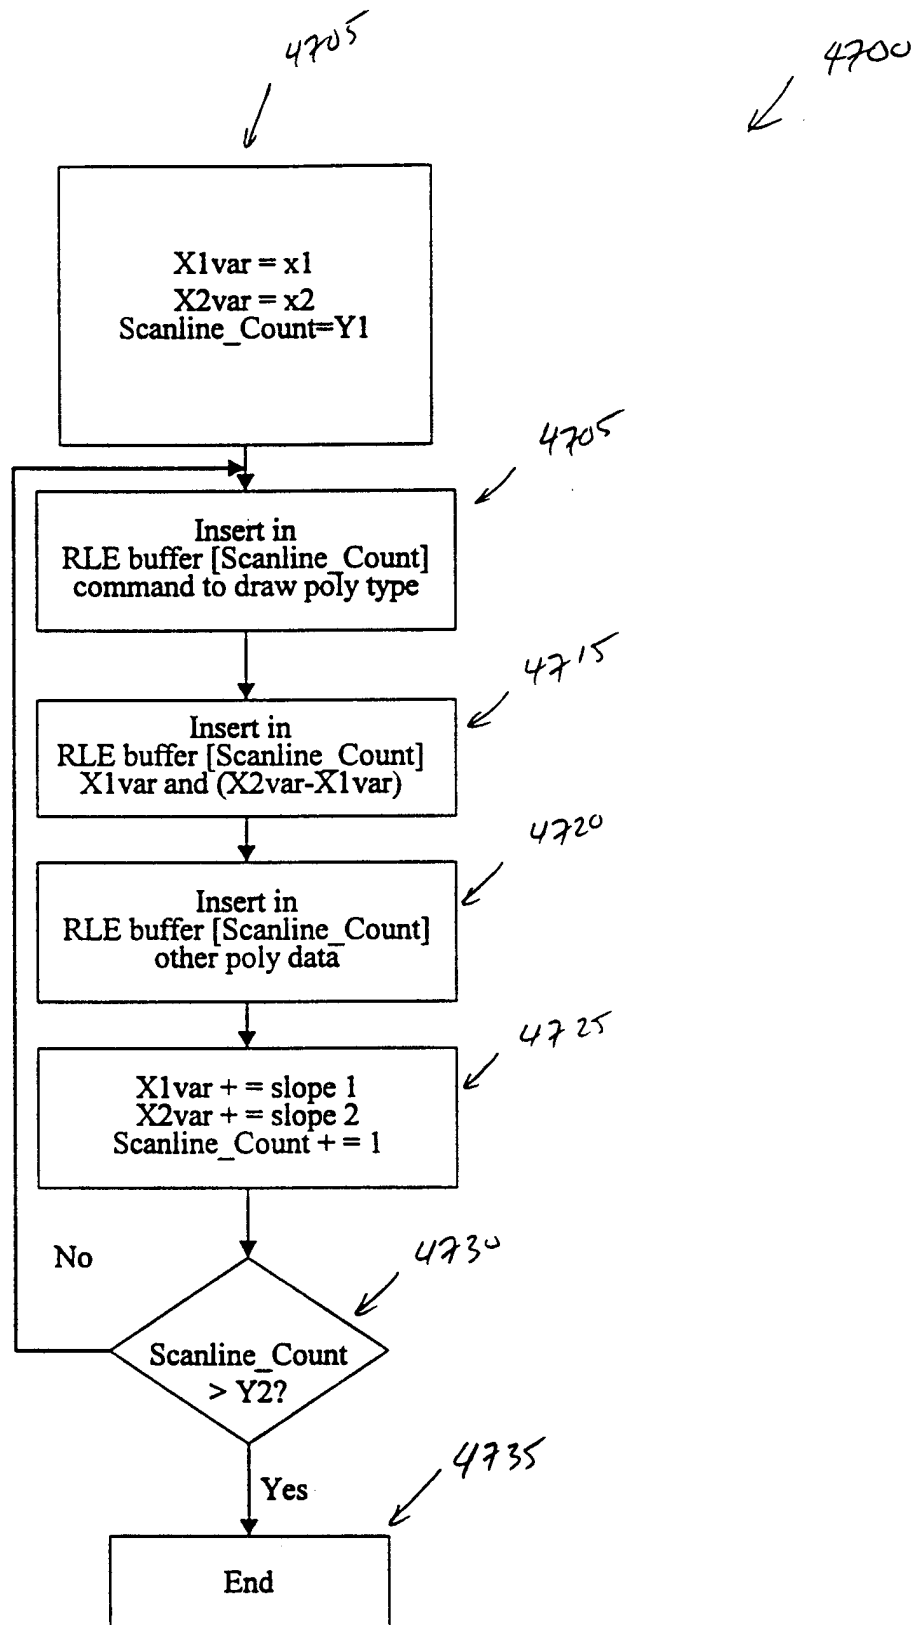 4705
4700
X1var = x1
X2var = x2
Scanline_Count=Y1
4705
Insert in
RLE buffer [Scanline_Count]
command to draw poly type
4715
Insert in
RLE buffer [Scanline_Count]
X1var and (X2var-X1var)
4720
Insert in
RLE buffer [Scanline_Count]
other poly data
4725
X1var + = slope 1
X2var + = slope 2
Scanline_Count + = 1
No
4730
Scanline_Count
> Y2?
4735
Yes
End